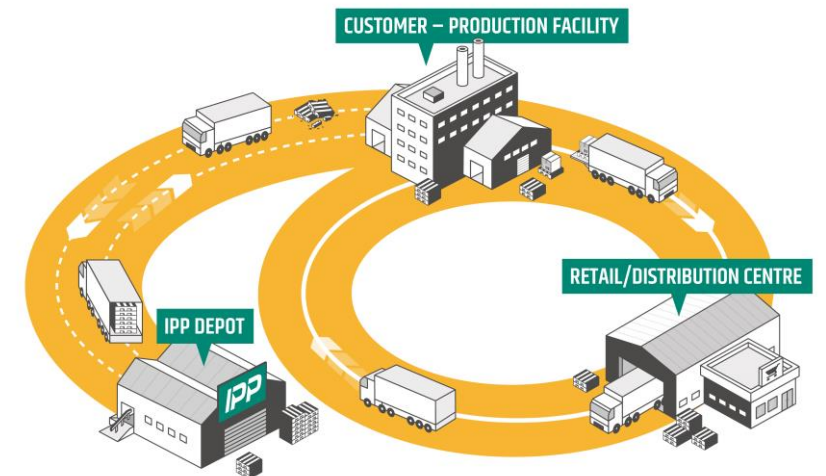 CUSTOMER – PRODUCTION FACILITY
RETAIL/DISTRIBUTION CENTRE
IPP DEPOT
IPP